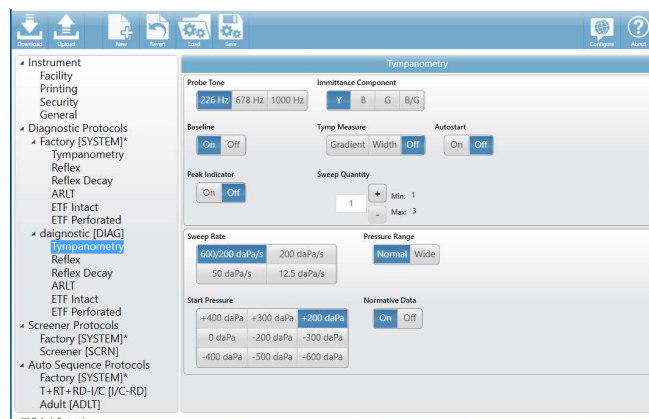 Download Upload New Revert Load Save Configure About
Instrument
Facility
Printing
Security
General
Diagnostic Protocols
Factory [SYSTEM]*
Tympanometry
Reflex
Reflex Decay
ARLT
ETF Intact
ETF Perforated
daignostic [DIAG]
Tympanometry
Reflex
Reflex Decay
ARLT
ETF Intact
ETF Perforated
Screener Protocols
Factory [SYSTEM]*
Screener [SCRN]
Auto Sequence Protocols
Factory [SYSTEM]*
T+RT+RD-I/C [I/C-RD]
Adult [ADLT]
Tympanometry
Probe Tone Immittance Component
226 Hz 678 Hz 1000 Hz Y B G B/G
Baseline Tymp Measure Autostart
On Off Gradient Width Off On Off
Peak Indicator Sweep Quantity
On Off 1 + Min: 1
- Max: 3
Sweep Rate Pressure Range
600/200 daPa/s 200 daPa/s Normal Wide
50 daPa/s 12.5 daPa/s
Start Pressure Normative Data
+400 daPa +300 daPa +200 daPa On Off
0 daPa -200 daPa -300 daPa
-400 daPa -500 daPa -600 daPa